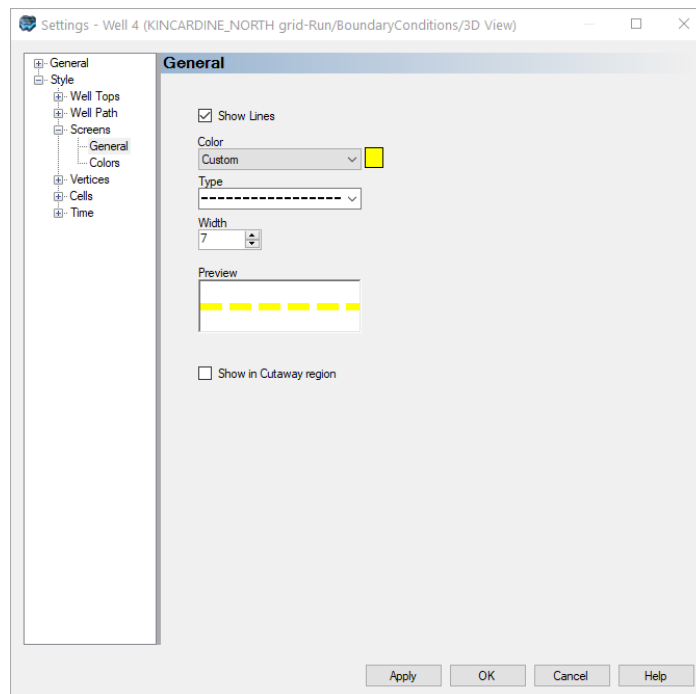 Settings - Well 4 (KINCARDINE_NORTH grid-Run/BoundaryConditions/3D View)
General
Style
Well Tops
Well Path
Screens
General
Colors
Vertices
Cells
Time
General
Show Lines
Color
Custom
Type
Width
7
Preview
Show in Cutaway region
Apply
OK
Cancel
Help